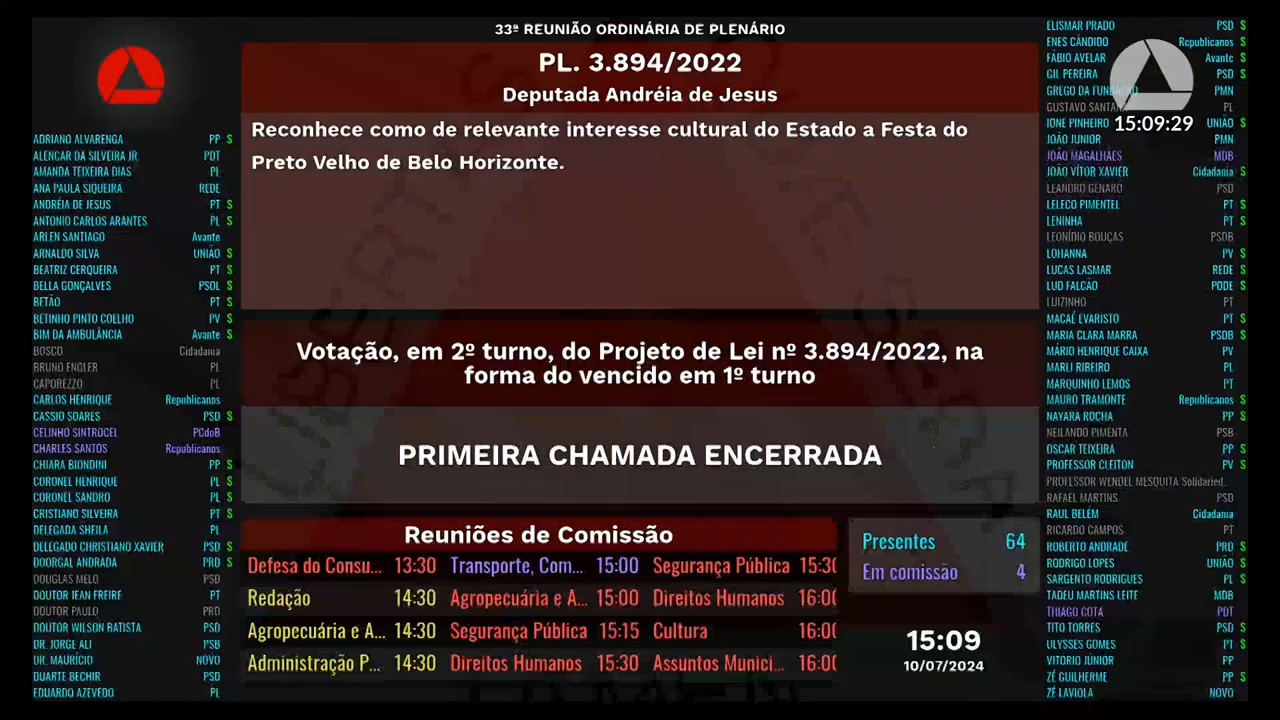 33ª REUNIÃO ORDINÁRIA DE PLENÁRIO
PL. 3.894/2022
Deputada Andréia de Jesus
Reconhece como de relevante interesse cultural do Estado a Festa do
Preto Velho de Belo Horizonte.
Votação, em 2º turno, do Projeto de Lei nº 3.894/2022, na
forma do vencido em 1º turno
PRIMEIRA CHAMADA ENCERRADA
Reuniões de Comissão
Defesa do Consu... 13:30 Transporte, Com... 15:00 Segurança Pública 15:30
Redação 14:30 Agropecuária e A... 15:00 Direitos Humanos 16:00
Agropecuária e A... 14:30 Segurança Pública 15:15 Cultura 16:00
Administração P... 14:30 Direitos Humanos 15:30 Assuntos Munici... 16:00
Presentes 64
Em comissão 4
15:09
10/07/2024
ADRIANO ALVARENGA PP S
ALENCAR DA SILVEIRA JR PDT
AMANDA TEIXEIRA DIAS PL
ANA PAULA SIQUEIRA REDE
ANDRÉIA DE JESUS PT S
ANTONIO CARLOS ARANTES PL S
ARLEN SANTIAGO Avante
ARNALDO SILVA UNIÃO S
BEATRIZ CERQUEIRA PT S
BELLA GONÇALVES PSOL S
BETÃO PT S
BETINHO PINTO COELHO PV S
BIM DA AMBULÂNCIA Avante S
BOSCO Cidadania
BRUNO ENGLER PL
CAPOREZZO PL
CARLOS HENRIQUE Republicanos
CASSIO SOARES PSD S
CELINHO SINTROCEL PCdoB
CHARLES SANTOS Republicanos
CHIARA BIONDINI PP S
CORONEL HENRIQUE PL S
CORONEL SANDRO PL S
CRISTIANO SILVEIRA PT S
DELEGADA SHEILA PL
DELEGADO CHRISTIANO XAVIER PSD S
DOORGAL ANDRADA PRD S
DOUGLAS MELO PSD
DOUTOR JEAN FREIRE PT
DOUTOR PAULO PRD
DOUTOR WILSON BATISTA PSD
DR. JORGE ALI PSB
DR. MAURÍCIO NOVO
DUARTE BECHIR PSD
EDUARDO AZEVEDO PL
ELISMAR PRADO PSD S
ENES CÂNDIDO Republicanos S
FÁBIO AVELAR Avante S
GIL PEREIRA PSD S
GREGO DA FUNDAÇÃO PMN
GUSTAVO SANTANA PL
IONE PINHEIRO UNIÃO S
15:09:29
JOÃO JUNIOR PMN
JOÃO MAGALHÃES MDB
JOÃO VÍTOR XAVIER Cidadania S
LEANDRO GENARO PSD
LELECO PIMENTEL PT S
LENINHA PT S
LEONÍDIO BOUÇAS PSDB
LOHANNA PV S
LUCAS LASMAR REDE S
LUD FALCÃO PODE S
LUIZINHO PT
MACAÉ EVARISTO PT S
MARIA CLARA MARRA PSDB S
MÁRIO HENRIQUE CAIXA PV
MARLI RIBEIRO PL
MARQUINHO LEMOS PT
MAURO TRAMONTE Republicanos S
NAYARA ROCHA PP S
NEILANDO PIMENTA PSB
OSCAR TEIXEIRA PP S
PROFESSOR CLEITON PV S
PROFESSOR WENDEL MESQUITA Solidaried...
RAFAEL MARTINS PSD
RAUL BELÉM Cidadania
RICARDO CAMPOS PT
ROBERTO ANDRADE PRD S
RODRIGO LOPES UNIÃO S
SARGENTO RODRIGUES PL S
TADEU MARTINS LEITE MDB
THIAGO COTA PDT
TITO TORRES PSD S
ULYSSES GOMES PT S
VITÓRIO JÚNIOR PP
ZÉ GUILHERME PP S
ZÉ LAVIOLA NOVO